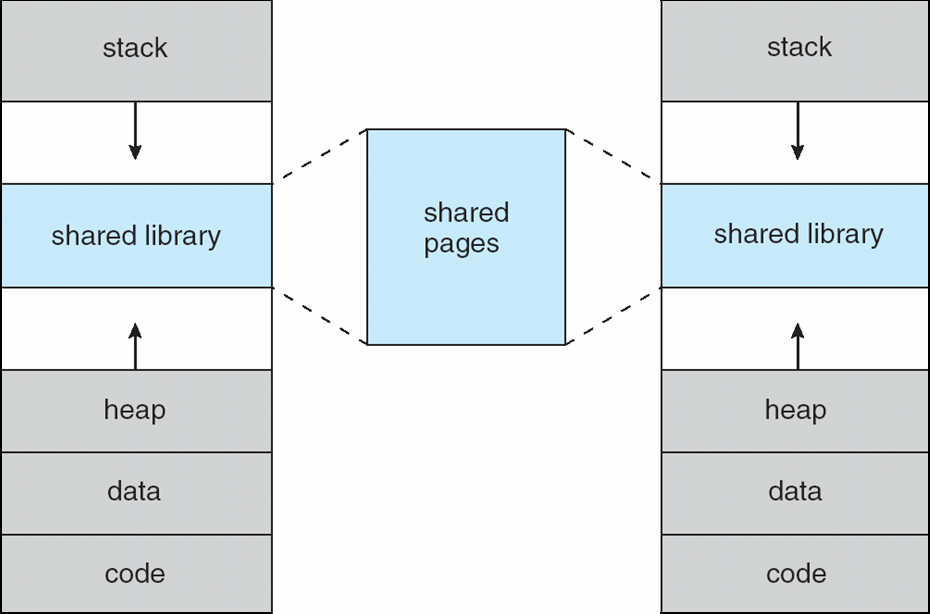 stack
shared library
heap
data
code
shared
pages
stack
shared library
heap
data
code